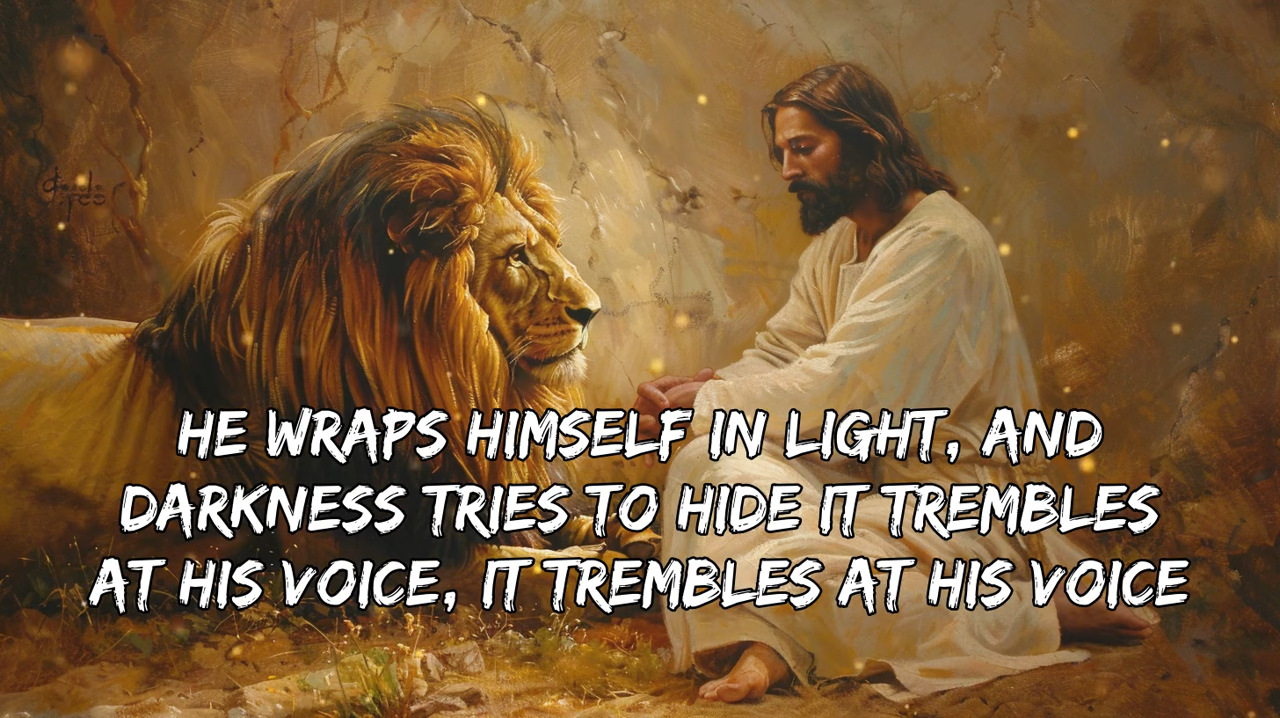 HE WRAPS HIMSELF IN LIGHT, AND
DARKNESS TRIES TO HIDE IT TREMBLES
AT HIS VOICE, IT TREMBLES AT HIS VOICE